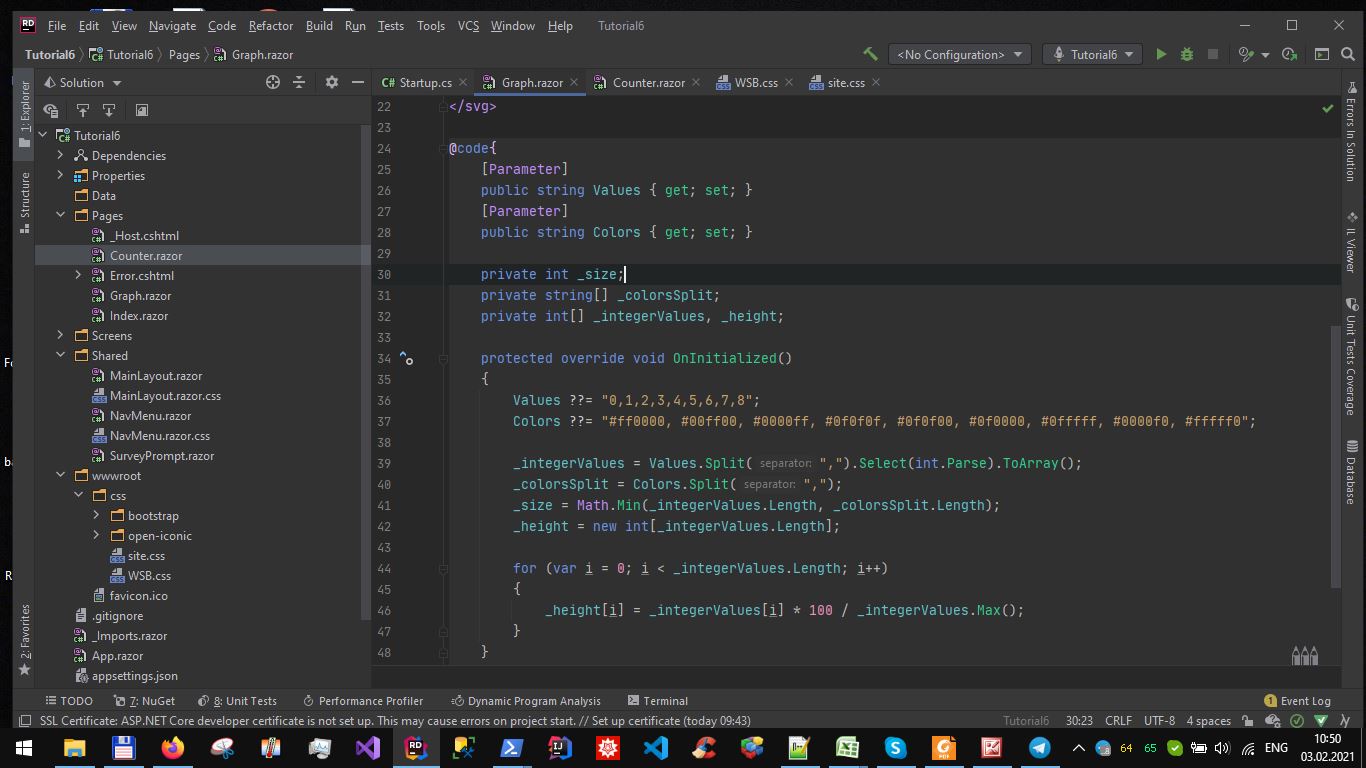 RD File Edit View Navigate Code Refactor Build Run Tests Tools VCS Window Help Tutorial6
Tutorial6 Tutorial6 Pages Graph.razor <No Configuration> Tutorial6
Solution
Startup.cs Graph.razor Counter.razor WSB.css site.css
1: Explorer
Structure
2: Favorites
Tutorial6
Dependencies
Properties
Data
Pages
_Host.cshtml
Counter.razor
Error.cshtml
Graph.razor
Index.razor
Screens
Shared
MainLayout.razor
MainLayout.razor.css
NavMenu.razor
NavMenu.razor.css
SurveyPrompt.razor
wwwroot
css
bootstrap
open-iconic
site.css
WSB.css
favicon.ico
.gitignore
_Imports.razor
App.razor
appsettings.json
22 </svg>
23
24 @code{
25 [Parameter]
26 public string Values { get; set; }
27 [Parameter]
28 public string Colors { get; set; }
29
30 private int _size;
31 private string[] _colorsSplit;
32 private int[] _integerValues, _height;
33
34 protected override void OnInitialized()
35 {
36 Values ??= "0,1,2,3,4,5,6,7,8";
37 Colors ??= "#ff0000, #00ff00, #0000ff, #0f0f0f, #0f0f00, #0f0000, #0fffff, #0000f0, #fffff0";
38
39 _integerValues = Values.Split( separator: ",").Select(int.Parse).ToArray();
40 _colorsSplit = Colors.Split( separator: ",");
41 _size = Math.Min(_integerValues.Length, _colorsSplit.Length);
42 _height = new int[_integerValues.Length];
43
44 for (var i = 0; i < _integerValues.Length; i++)
45 {
46 _height[i] = _integerValues[i] * 100 / _integerValues.Max();
47 }
48 }
Errors In Solution
IL Viewer
Unit Tests Coverage
Database
TODO 7: NuGet 8: Unit Tests Performance Profiler Dynamic Program Analysis Terminal 1 Event Log
SSL Certificate: ASP.NET Core developer certificate is not set up. This may cause errors on project start. // Set up certificate (today 09:43) Tutorial6 30:23 CRLF UTF-8 4 spaces
64 65 ENG 10:50
03.02.2021